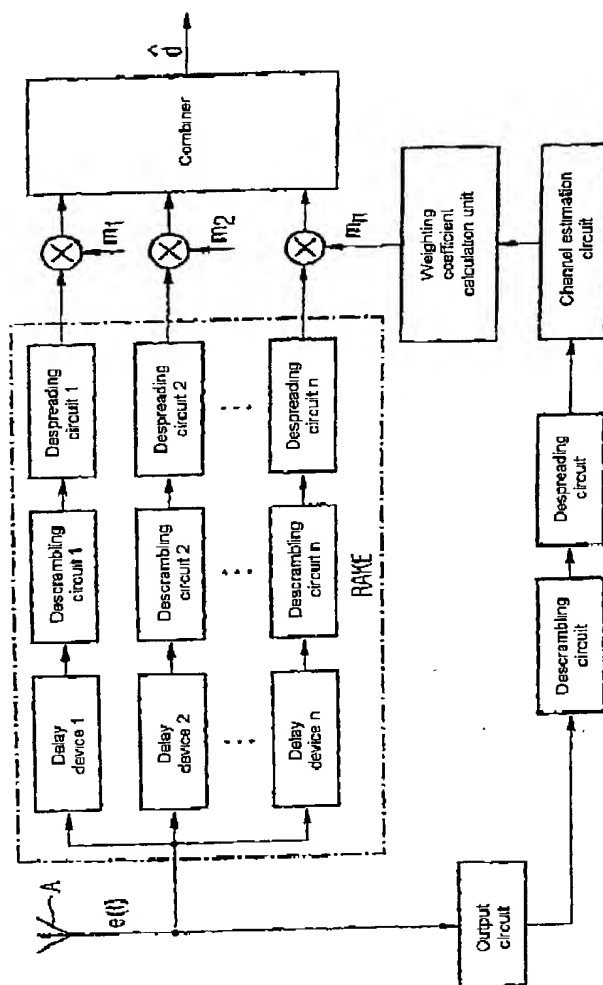 A
e(t)
Delay
device 1
Descrambling
circuit 1
Despreading
circuit 1
m1
Delay
device 2
Descrambling
circuit 2
Despreading
circuit 2
m2
...
...
...
Delay
device n
Descrambling
circuit n
Despreading
circuit n
mn
RAKE
Combiner
d̂
Output
circuit
Descrambling
circuit
Despreading
circuit
Channel estimation
circuit
Weighting
coefficient
calculation unit